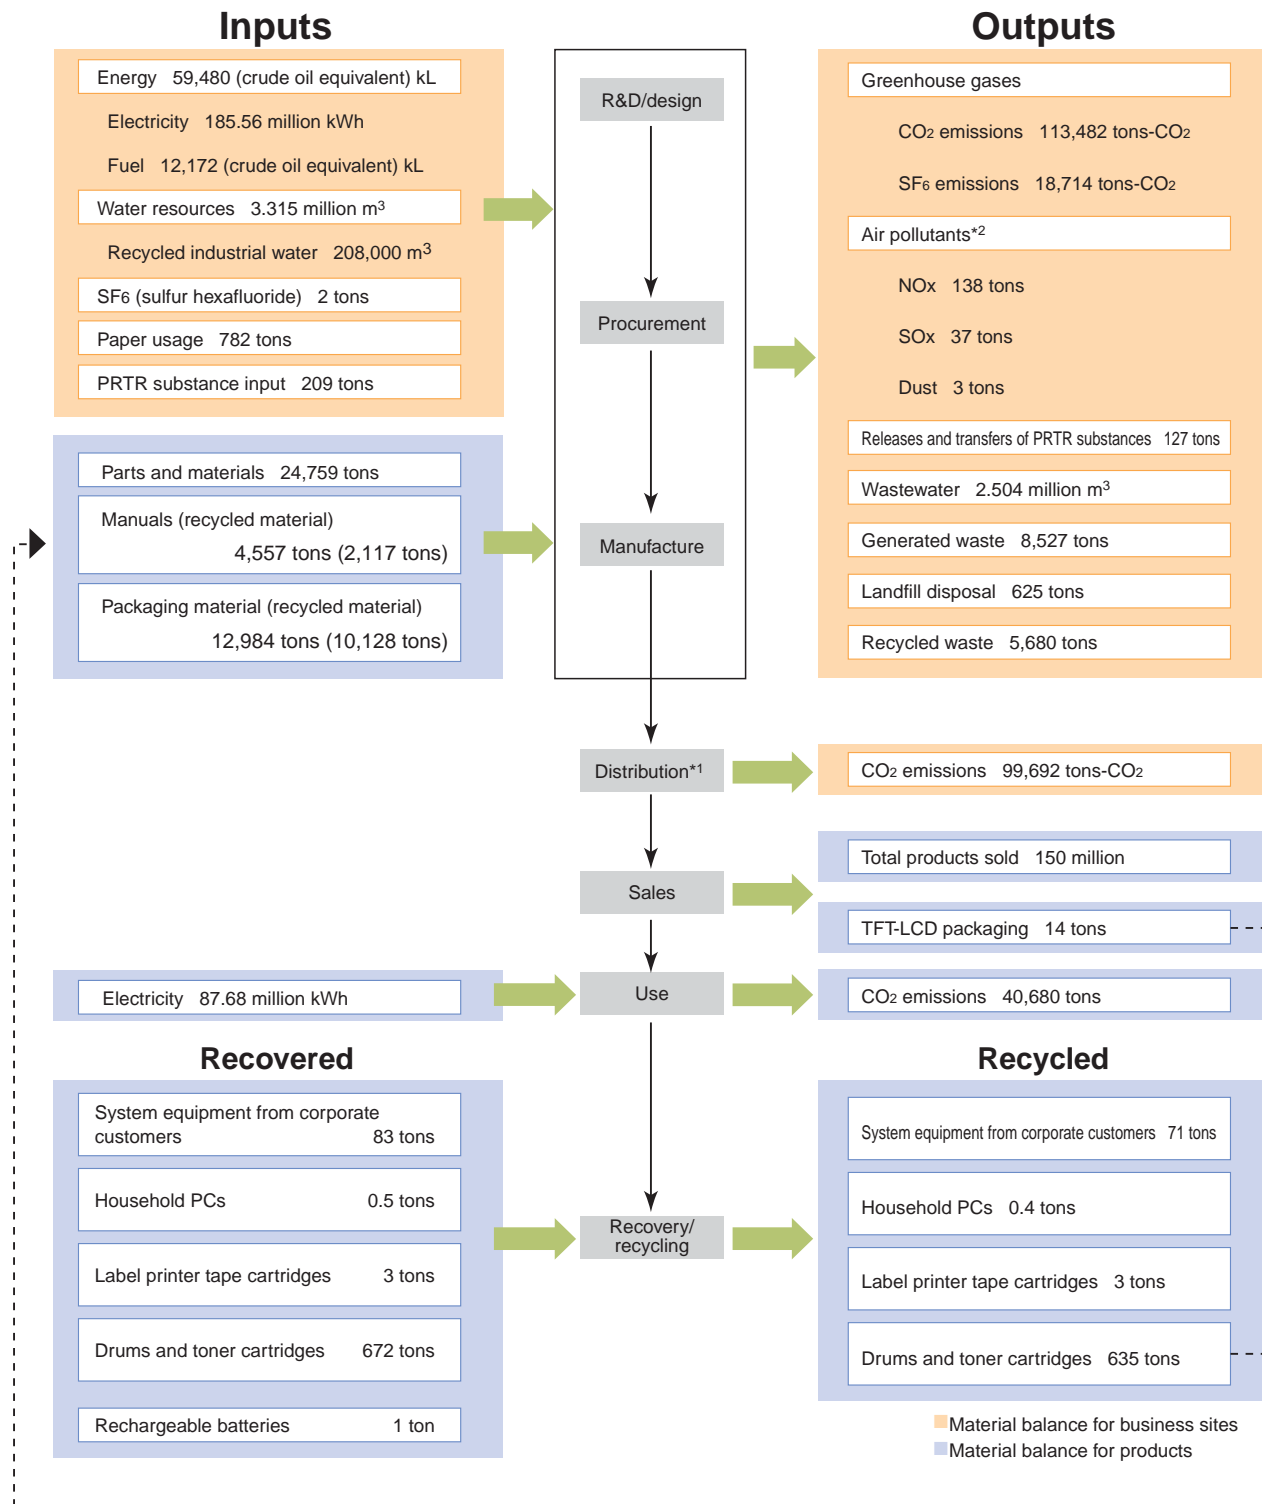 Inputs
Energy 59,480 (crude oil equivalent) kL
Electricity 185.56 million kWh
Fuel 12,172 (crude oil equivalent) kL
Water resources 3.315 million m³
Recycled industrial water 208,000 m³
SF₆ (sulfur hexafluoride) 2 tons
Paper usage 782 tons
PRTR substance input 209 tons
Parts and materials 24,759 tons
Manuals (recycled material)
4,557 tons (2,117 tons)
Packaging material (recycled material)
12,984 tons (10,128 tons)
R&D/design
Procurement
Manufacture
Outputs
Greenhouse gases
CO₂ emissions 113,482 tons-CO₂
SF₆ emissions 18,714 tons-CO₂
Air pollutants*²
NOx 138 tons
SOx 37 tons
Dust 3 tons
Releases and transfers of PRTR substances 127 tons
Wastewater 2.504 million m³
Generated waste 8,527 tons
Landfill disposal 625 tons
Recycled waste 5,680 tons
Distribution*¹
CO₂ emissions 99,692 tons-CO₂
Sales
Total products sold 150 million
TFT-LCD packaging 14 tons
Electricity 87.68 million kWh
Use
CO₂ emissions 40,680 tons
Recovered
System equipment from corporate
customers 83 tons
Household PCs 0.5 tons
Label printer tape cartridges 3 tons
Drums and toner cartridges 672 tons
Rechargeable batteries 1 ton
Recovery/
recycling
Recycled
System equipment from corporate customers 71 tons
Household PCs 0.4 tons
Label printer tape cartridges 3 tons
Drums and toner cartridges 635 tons
Material balance for business sites
Material balance for products